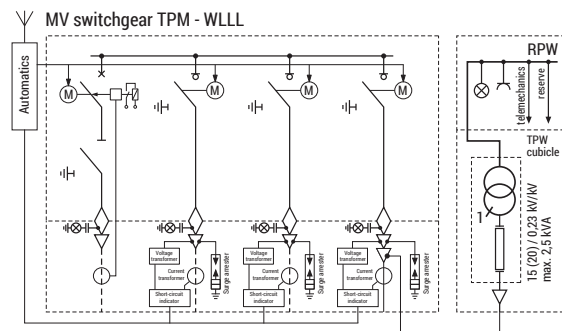 MV switchgear TPM - WLLL
Automatics
M
M
M
M
Voltage
transformer
Current
transformer
Short-circuit
indicator
Surge arrester
Voltage
transformer
Current
transformer
Short-circuit
indicator
Surge arrester
Voltage
transformer
Current
transformer
Short-circuit
indicator
Surge arrester
RPW
telemechanics
reserve
TPW
cubicle
1
15 (20) / 0,23 kV/kV
max. 2,5 kVA